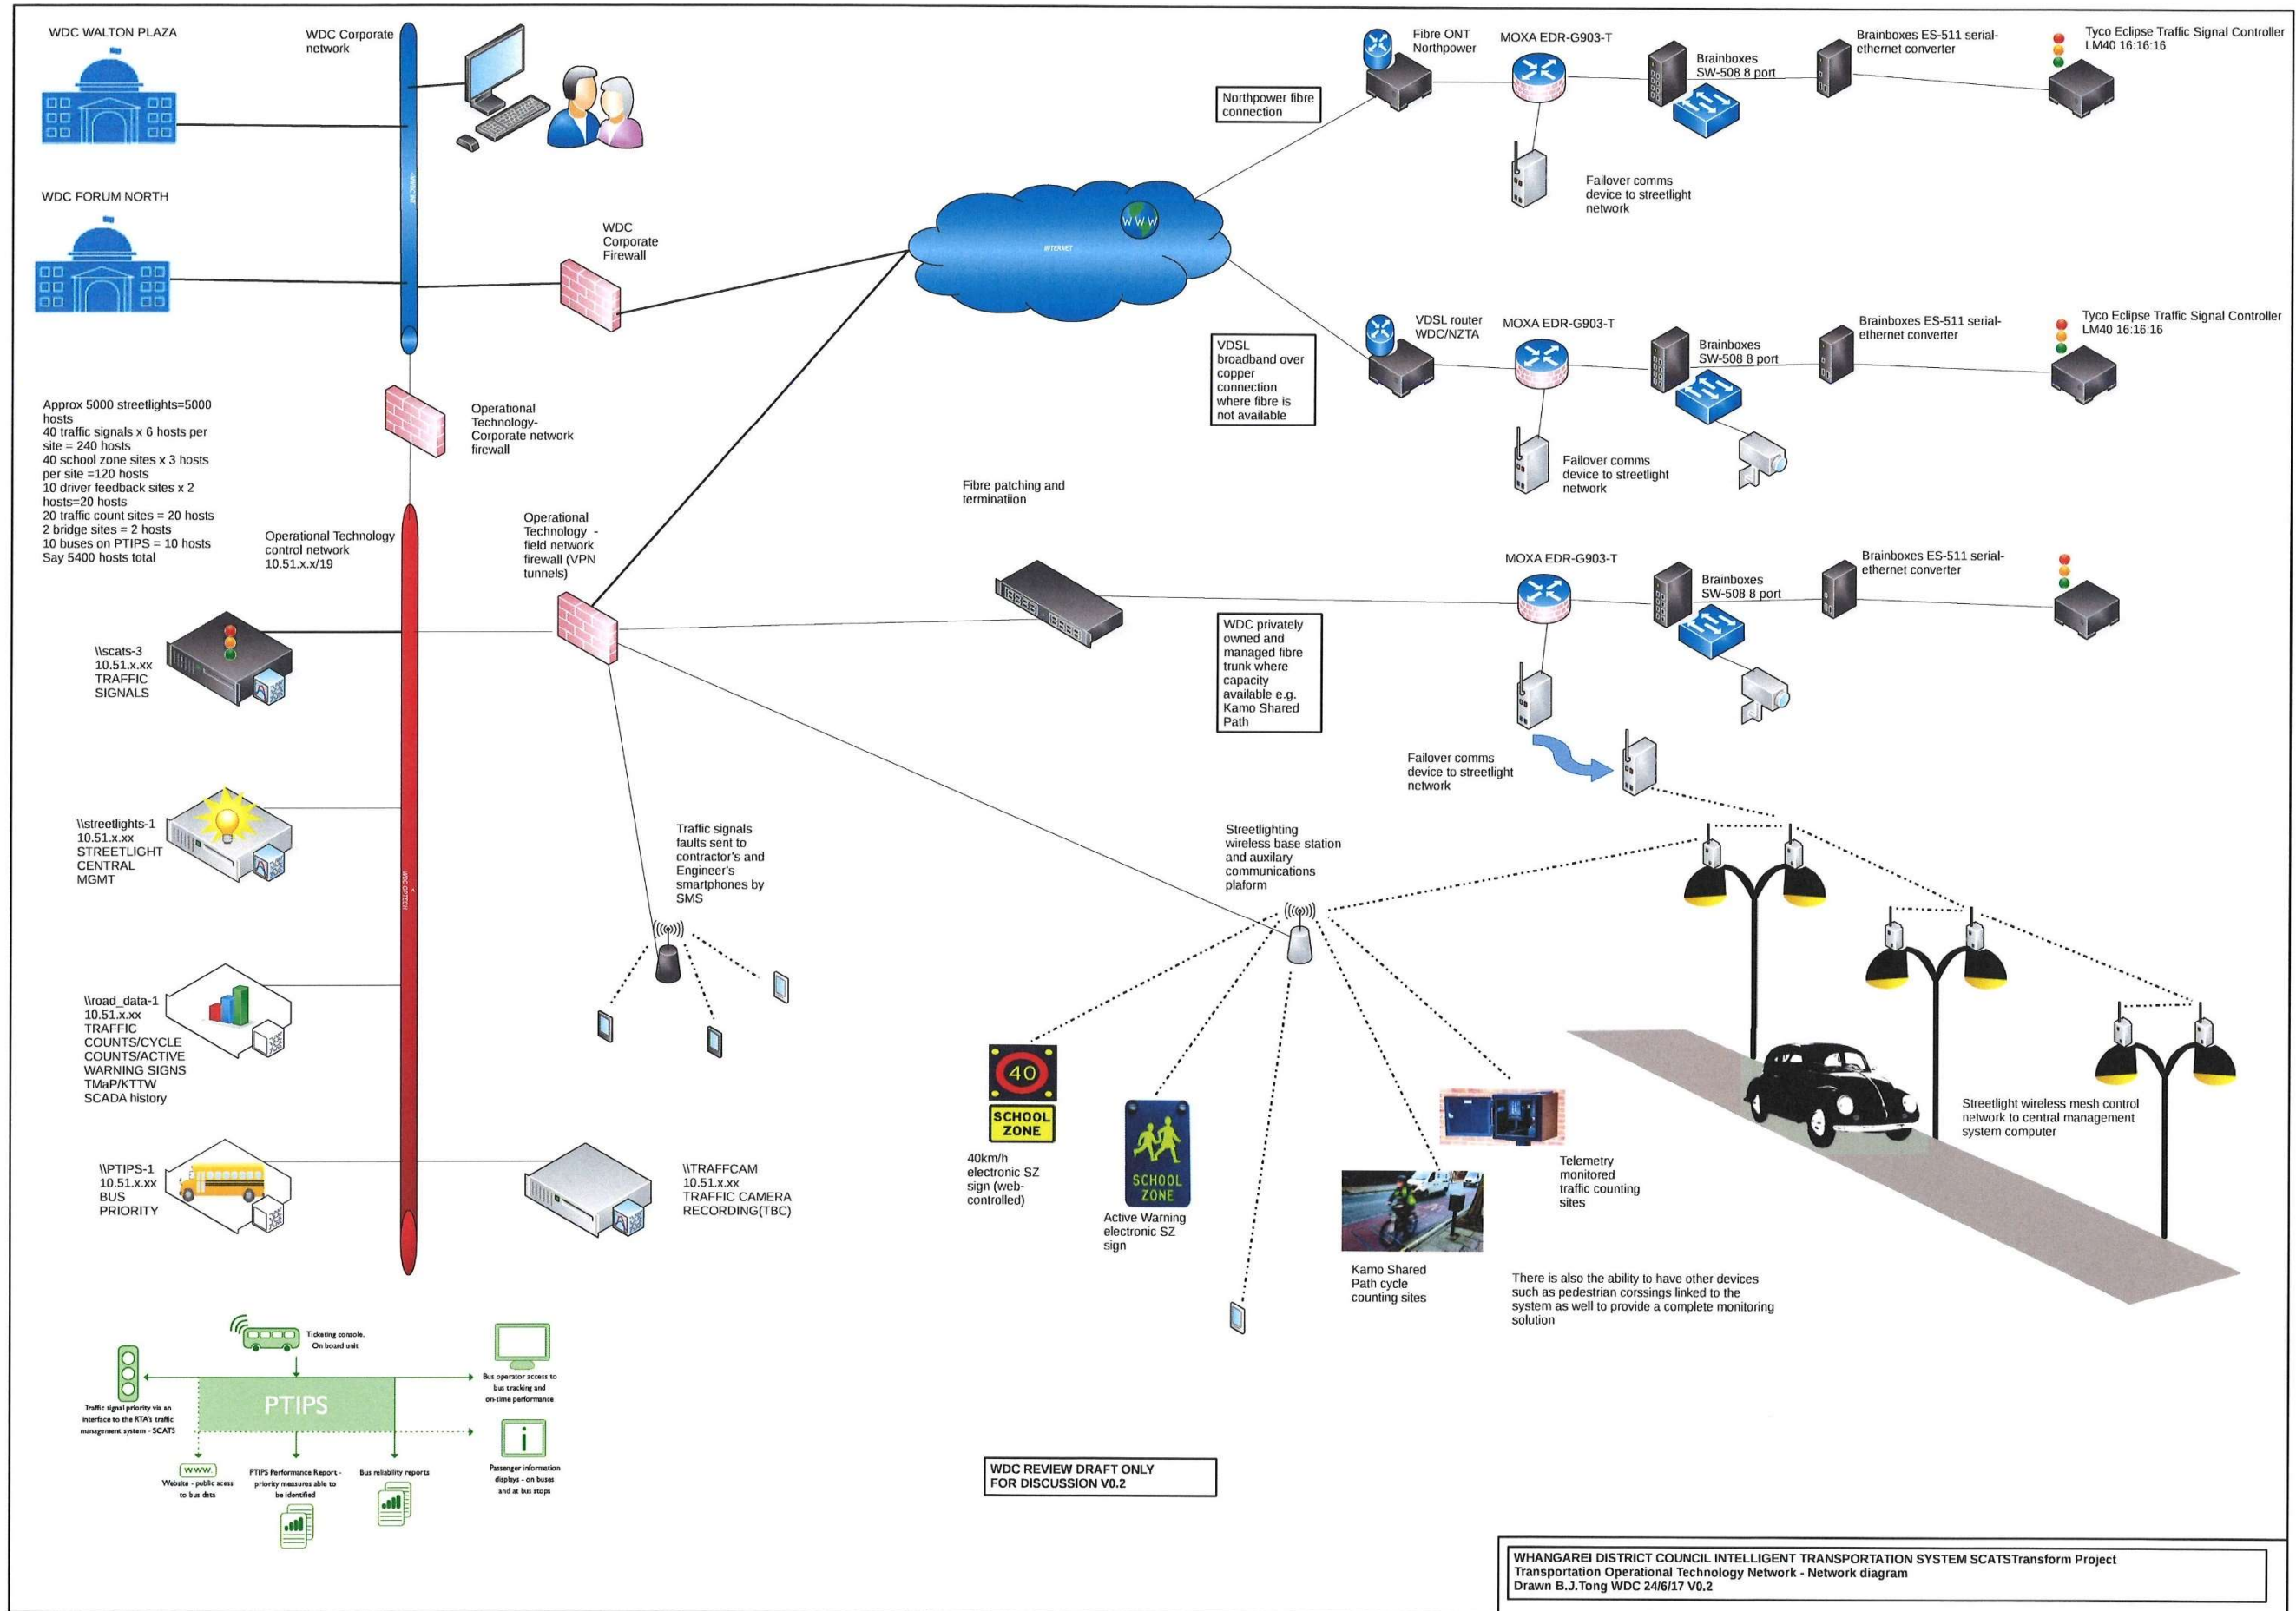 WDC WALTON PLAZA
WDC Corporate
network
WDC FORUM NORTH
WDC
Corporate
Firewall
INTERNET
WWW
Northpower fibre
connection
Fibre ONT
Northpower
MOXA EDR-G903-T
Brainboxes
SW-508 8 port
Brainboxes ES-511 serial-
ethernet converter
Tyco Eclipse Traffic Signal Controller
LM40 16:16:16
Failover comms
device to streetlight
network
VDSL
broadband over
copper
connection
where fibre is
not available
VDSL router
WDC/NZTA
MOXA EDR-G903-T
Brainboxes
SW-508 8 port
Brainboxes ES-511 serial-
ethernet converter
Tyco Eclipse Traffic Signal Controller
LM40 16:16:16
Failover comms
device to streetlight
network
Approx 5000 streetlights=5000
hosts
40 traffic signals x 6 hosts per
site = 240 hosts
40 school zone sites x 3 hosts
per site =120 hosts
10 driver feedback sites x 2
hosts=20 hosts
20 traffic count sites = 20 hosts
2 bridge sites = 2 hosts
10 buses on PTIPS = 10 hosts
Say 5400 hosts total
Operational
Technology-
Corporate network
firewall
Operational Technology
control network
10.51.x.x/19
Operational
Technology -
field network
firewall (VPN
tunnels)
Fibre patching and
terminatiion
WDC privately
owned and
managed fibre
trunk where
capacity
available e.g.
Kamo Shared
Path
MOXA EDR-G903-T
Brainboxes
SW-508 8 port
Brainboxes ES-511 serial-
ethernet converter
Failover comms
device to streetlight
network
\\scats-3
10.51.x.xx
TRAFFIC
SIGNALS
\\streetlights-1
10.51.x.xx
STREETLIGHT
CENTRAL
MGMT
WDC OPTECH
\\road_data-1
10.51.x.xx
TRAFFIC
COUNTS/CYCLE
COUNTS/ACTIVE
WARNING SIGNS
TMaP/KTTW
SCADA history
\\PTIPS-1
10.51.x.xx
BUS
PRIORITY
\\TRAFFCAM
10.51.x.xx
TRAFFIC CAMERA
RECORDING(TBC)
Traffic signals
faults sent to
contractor's and
Engineer's
smartphones by
SMS
Streetlighting
wireless base station
and auxilary
communications
plaform
40
SCHOOL
ZONE
40km/h
electronic SZ
sign (web-
controlled)
SCHOOL
ZONE
Active Warning
electronic SZ
sign
Kamo Shared
Path cycle
counting sites
Telemetry
monitored
traffic counting
sites
Streetlight wireless mesh control
network to central management
system computer
There is also the ability to have other devices
such as pedestrian corssings linked to the
system as well to provide a complete monitoring
solution
Ticketing console.
On board unit
PTIPS
Traffic signal priority via an
interface to the RTA's traffic
management system - SCATS
Bus operator access to
bus tracking and
on-time performance
i
Passenger information
displays - on buses
and at bus stops
www.
Website - public acess
to bus data
PTIPS Performance Report -
priority measures able to
be identified
Bus reliability reports
WDC REVIEW DRAFT ONLY
FOR DISCUSSION V0.2
WHANGAREI DISTRICT COUNCIL INTELLIGENT TRANSPORTATION SYSTEM SCATSTransform Project
Transportation Operational Technology Network - Network diagram
Drawn B.J.Tong WDC 24/6/17 V0.2